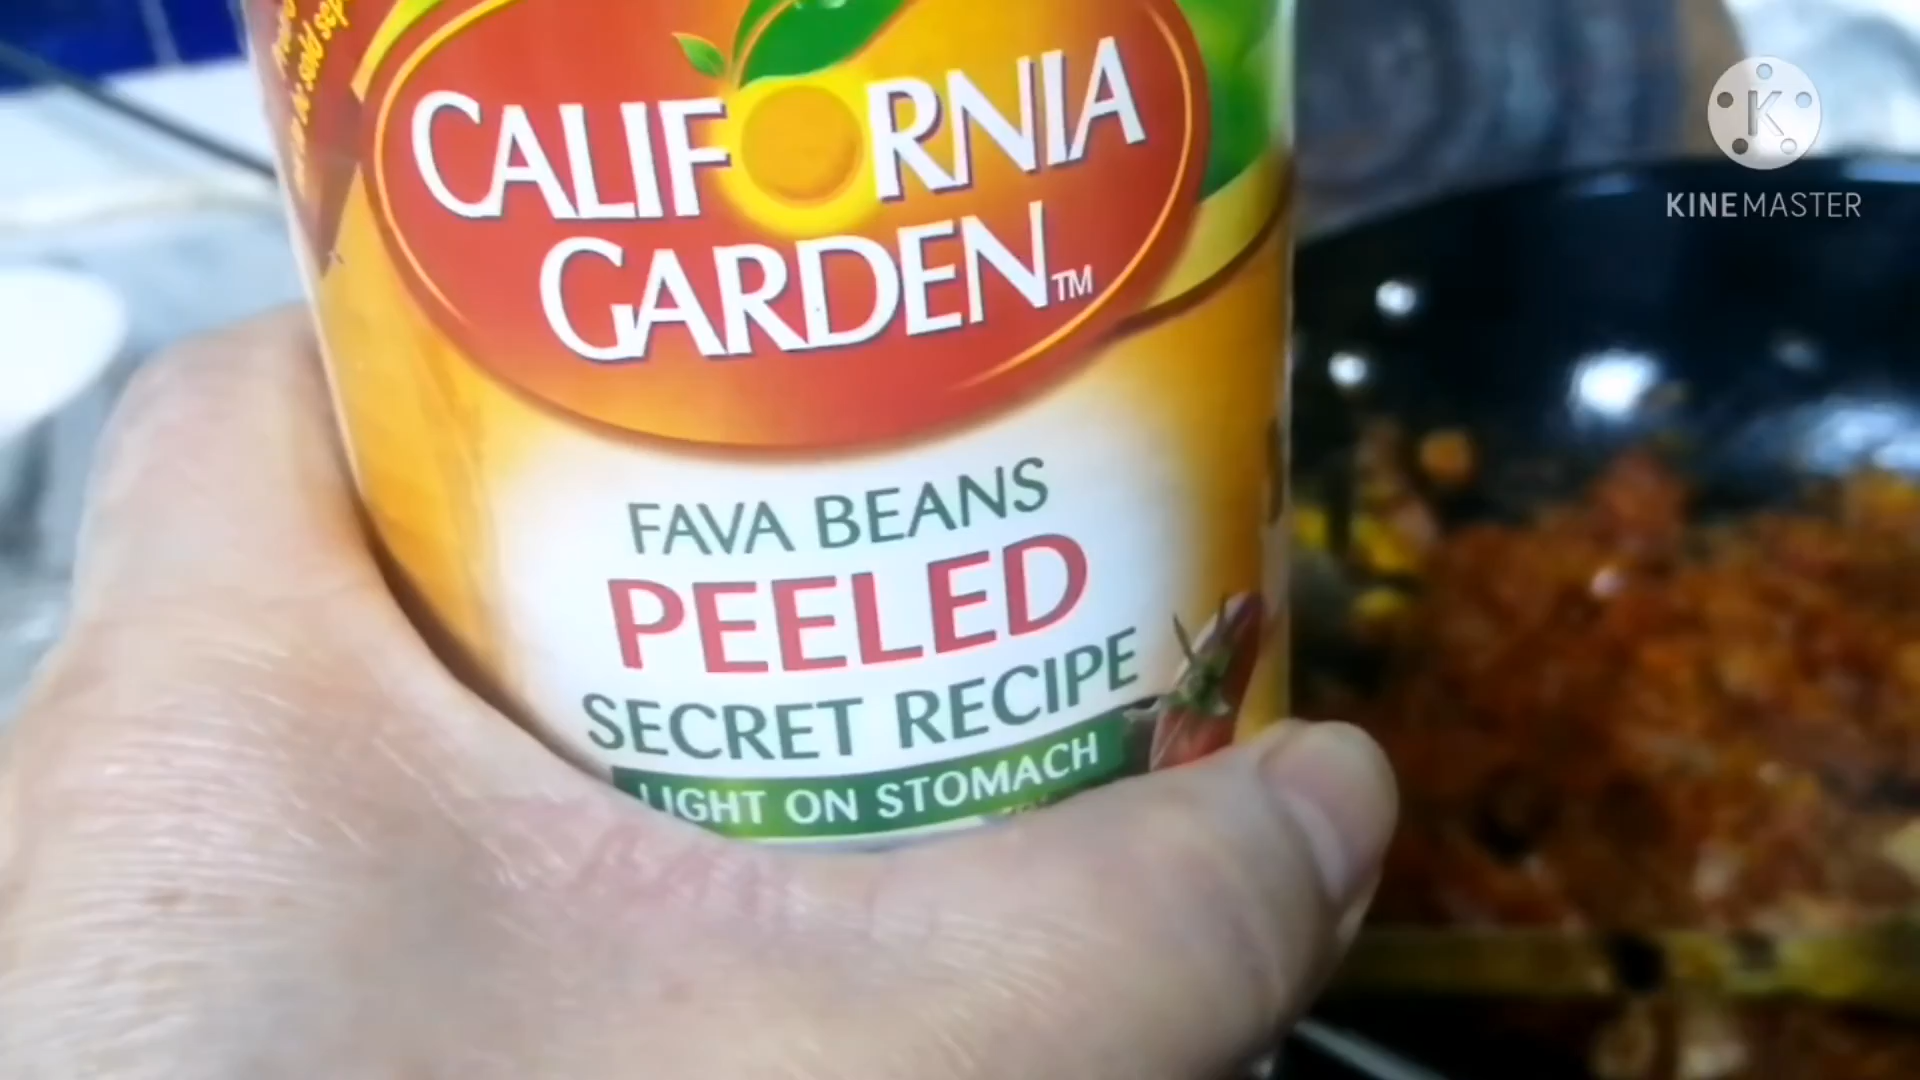 CALIFORNIA
GARDEN™
FAVA BEANS
PEELED
SECRET RECIPE
LIGHT ON STOMACH
K
KINEMASTER